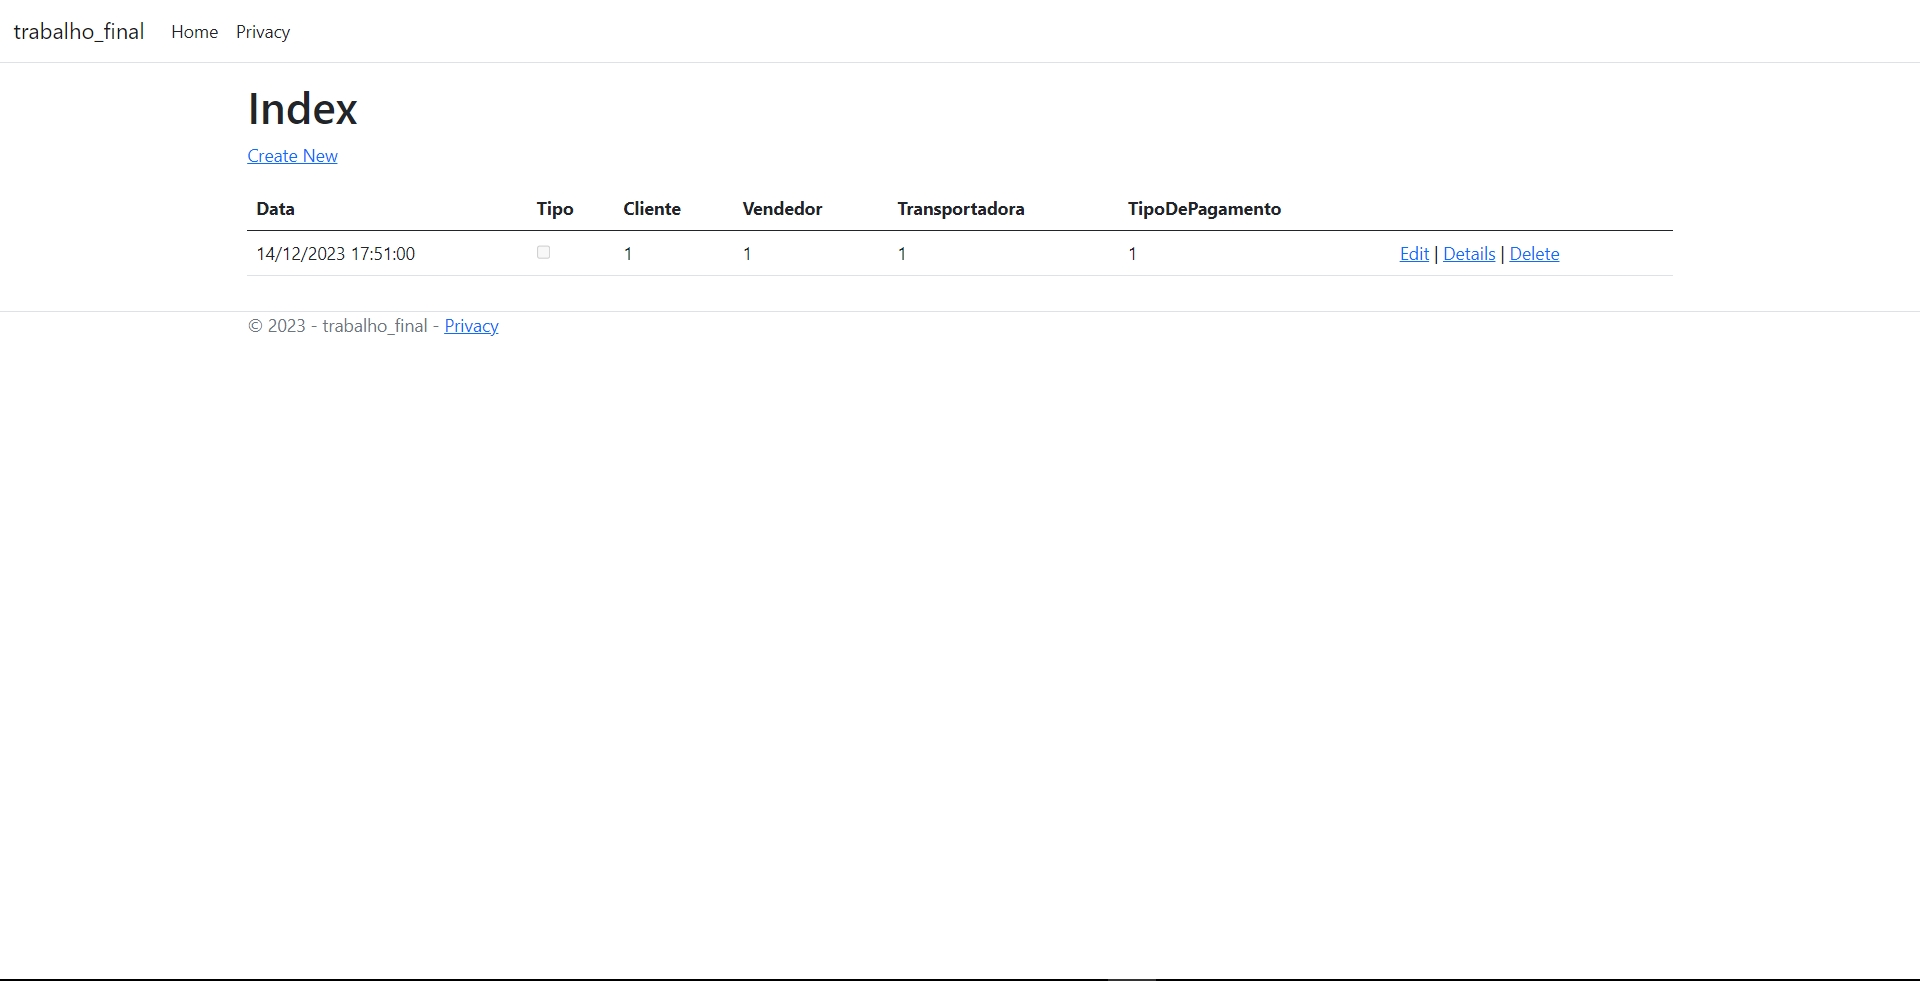 trabalho_final Home Privacy
Index
Create New
Data Tipo Cliente Vendedor Transportadora TipoDePagamento
14/12/2023 17:51:00 1 1 1 1 Edit | Details | Delete
© 2023 - trabalho_final - Privacy